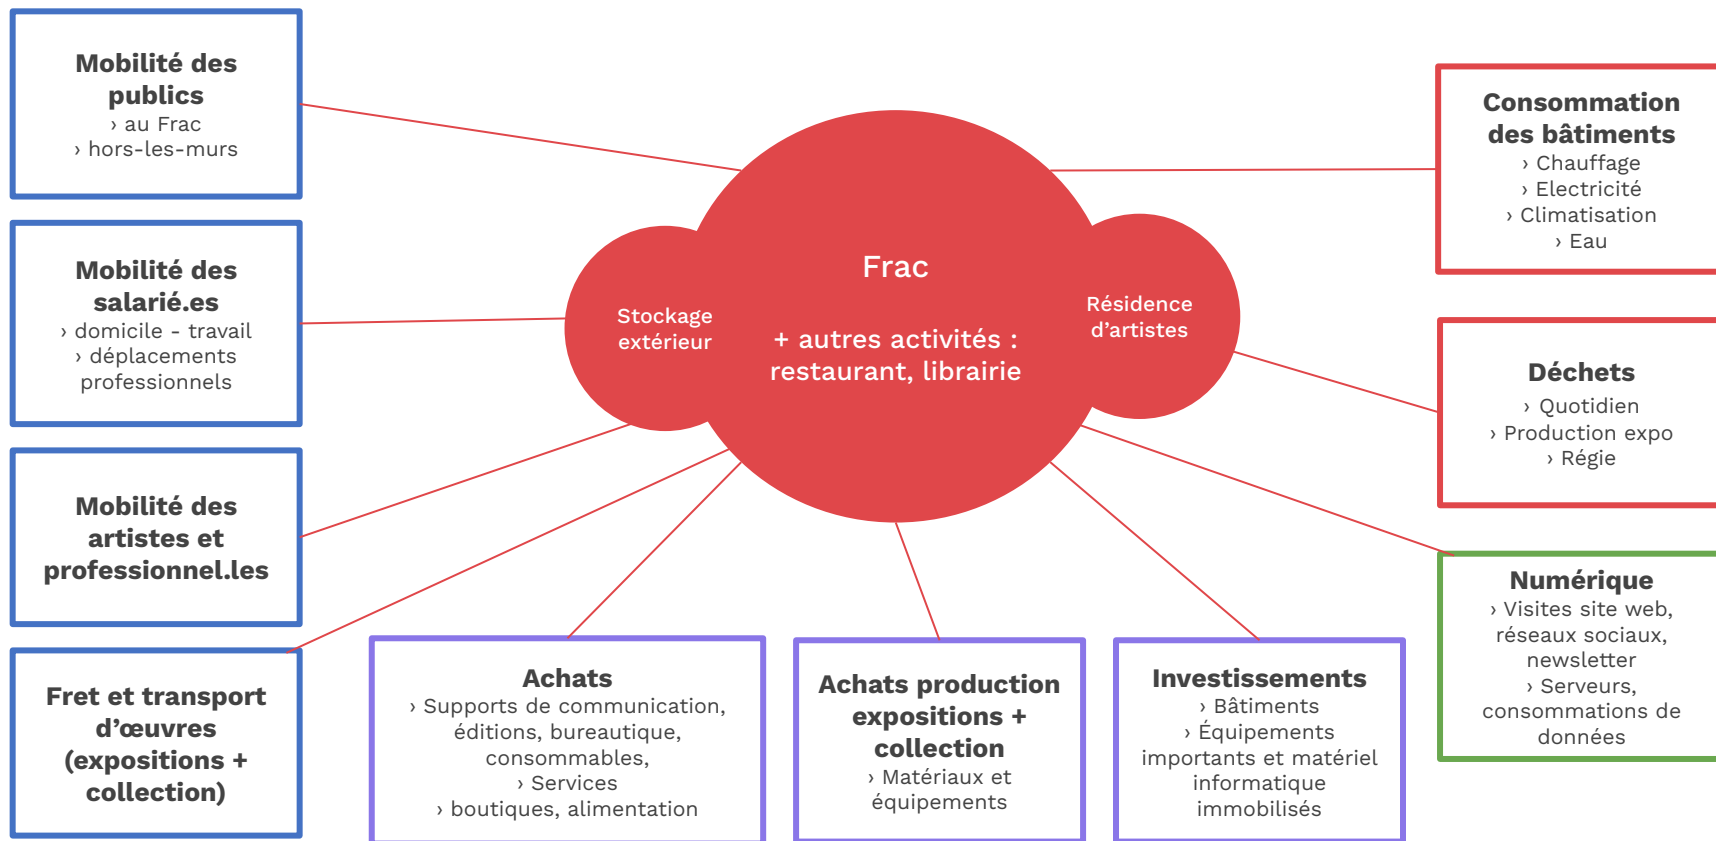 Mobilité des
publics
› au Frac
› hors-les-murs
Mobilité des
salarié.es
› domicile - travail
› déplacements
professionnels
Mobilité des
artistes et
professionnel.les
Fret et transport
d’œuvres
(expositions +
collection)
Stockage
extérieur
Frac
+ autres activités :
restaurant, librairie
Résidence
d’artistes
Achats
› Supports de communication,
éditions, bureautique,
consommables,
› Services
› boutiques, alimentation
Achats production
expositions +
collection
› Matériaux et
équipements
Investissements
› Bâtiments
› Équipements
importants et matériel
informatique
immobilisés
Consommation
des bâtiments
› Chauffage
› Electricité
› Climatisation
› Eau
Déchets
› Quotidien
› Production expo
› Régie
Numérique
› Visites site web,
réseaux sociaux,
newsletter
› Serveurs,
consommations de
données